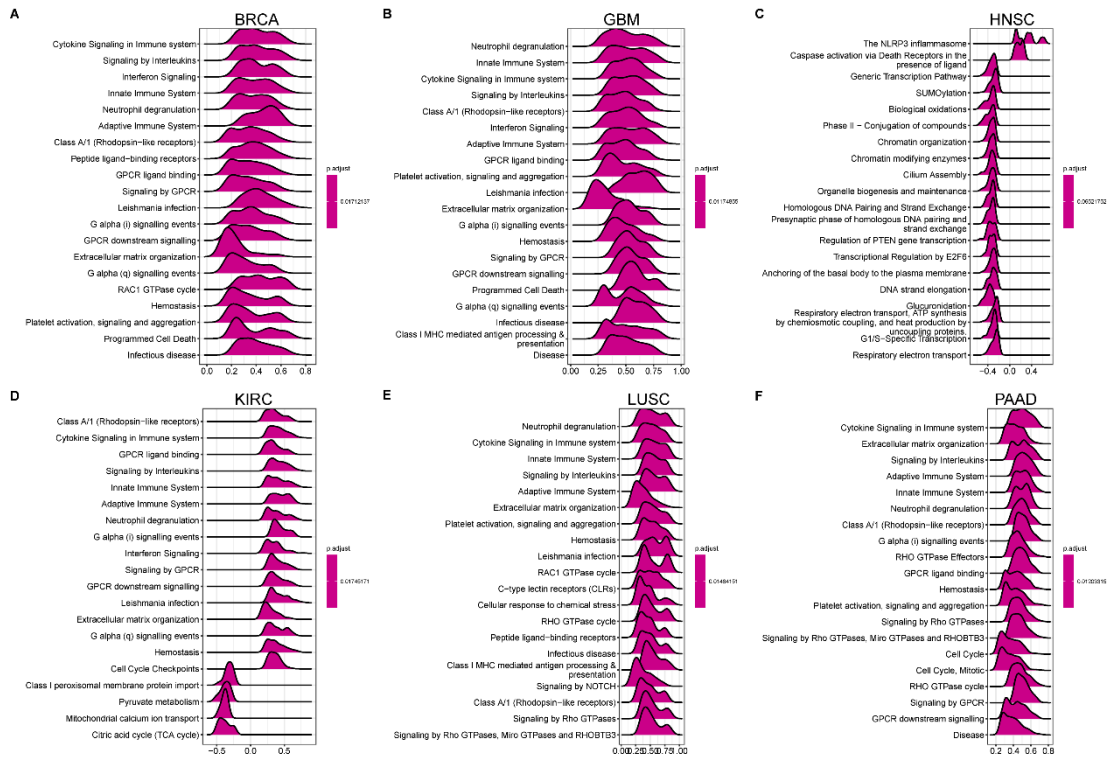 A
BRCA
Cytokine Signaling in Immune system
Signaling by Interleukins
Interferon Signaling
Innate Immune System
Neutrophil degranulation
Adaptive Immune System
Class A/1 (Rhodopsin−like receptors)
Peptide ligand−binding receptors
GPCR ligand binding
Signaling by GPCR
Leishmania infection
G alpha (i) signalling events
GPCR downstream signalling
Extracellular matrix organization
G alpha (q) signalling events
RAC1 GTPase cycle
Hemostasis
Platelet activation, signaling and aggregation
Programmed Cell Death
Infectious disease
0.0 0.2 0.4 0.6 0.8
p.adjust
0.01712137
B
GBM
Neutrophil degranulation
Innate Immune System
Cytokine Signaling in Immune system
Signaling by Interleukins
Class A/1 (Rhodopsin−like receptors)
Interferon Signaling
Adaptive Immune System
GPCR ligand binding
Platelet activation, signaling and aggregation
Leishmania infection
Extracellular matrix organization
G alpha (i) signalling events
Hemostasis
Signaling by GPCR
GPCR downstream signalling
Programmed Cell Death
G alpha (q) signalling events
Infectious disease
Class I MHC mediated antigen processing &
presentation
Disease
0.00 0.25 0.50 0.75 1.00
p.adjust
C
HNSC
The NLRP3 inflammasome
Caspase activation via Death Receptors in the
presence of ligand
Generic Transcription Pathway
SUMOylation
Biological oxidations
Phase II − Conjugation of compounds
Chromatin organization
Chromatin modifying enzymes
Cilium Assembly
Organelle biogenesis and maintenance
Homologous DNA Pairing and Strand Exchange
Presynaptic phase of homologous DNA pairing and
strand exchange
Regulation of PTEN gene transcription
Transcriptional Regulation by E2F6
Anchoring of the basal body to the plasma membrane
DNA strand elongation
Glucuronidation
Respiratory electron transport, ATP synthesis
by chemiosmotic coupling, and heat production by
uncoupling proteins.
G1/S−Specific Transcription
Respiratory electron transport
−0.4 0.0 0.4
p.adjust
D
KIRC
Class A/1 (Rhodopsin−like receptors)
Cytokine Signaling in Immune system
GPCR ligand binding
Signaling by Interleukins
Innate Immune System
Adaptive Immune System
Neutrophil degranulation
G alpha (i) signalling events
Interferon Signaling
Signaling by GPCR
GPCR downstream signalling
Leishmania infection
Extracellular matrix organization
G alpha (q) signalling events
Hemostasis
Cell Cycle Checkpoints
Class I peroxisomal membrane protein import
Pyruvate metabolism
Mitochondrial calcium ion transport
Citric acid cycle (TCA cycle)
−0.5 0.0 0.5
p.adjust
E
LUSC
Neutrophil degranulation
Cytokine Signaling in Immune system
Innate Immune System
Signaling by Interleukins
Adaptive Immune System
Extracellular matrix organization
Platelet activation, signaling and aggregation
Hemostasis
Leishmania infection
RAC1 GTPase cycle
C−type lectin receptors (CLRs)
Cellular response to chemical stress
RHO GTPase cycle
Peptide ligand−binding receptors
Infectious disease
Class I MHC mediated antigen processing &
presentation
Signaling by NOTCH
Class A/1 (Rhodopsin−like receptors)
Signaling by Rho GTPases
Signaling by Rho GTPases, Miro GTPases and RHOBTB3
0.00 0.25 0.50 0.75 1.00
p.adjust
F
PAAD
Cytokine Signaling in Immune system
Extracellular matrix organization
Signaling by Interleukins
Adaptive Immune System
Innate Immune System
Neutrophil degranulation
Class A/1 (Rhodopsin−like receptors)
G alpha (i) signalling events
RHO GTPase Effectors
GPCR ligand binding
Hemostasis
Platelet activation, signaling and aggregation
Signaling by Rho GTPases
Signaling by Rho GTPases, Miro GTPases and RHOBTB3
Cell Cycle
Cell Cycle, Mitotic
RHO GTPase cycle
Signaling by GPCR
GPCR downstream signalling
Disease
0.2 0.4 0.6 0.8
p.adjust